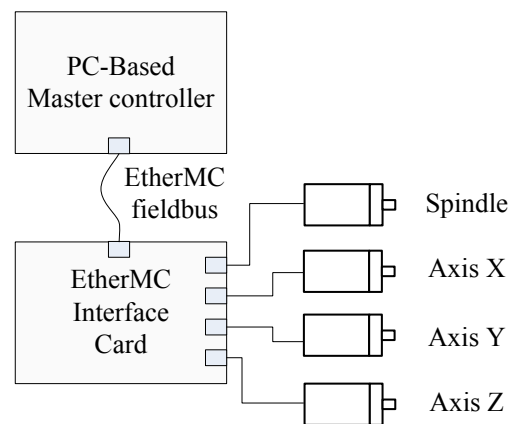 PC-Based
Master controller
EtherMC
fieldbus
EtherMC
Interface
Card
Spindle
Axis X
Axis Y
Axis Z